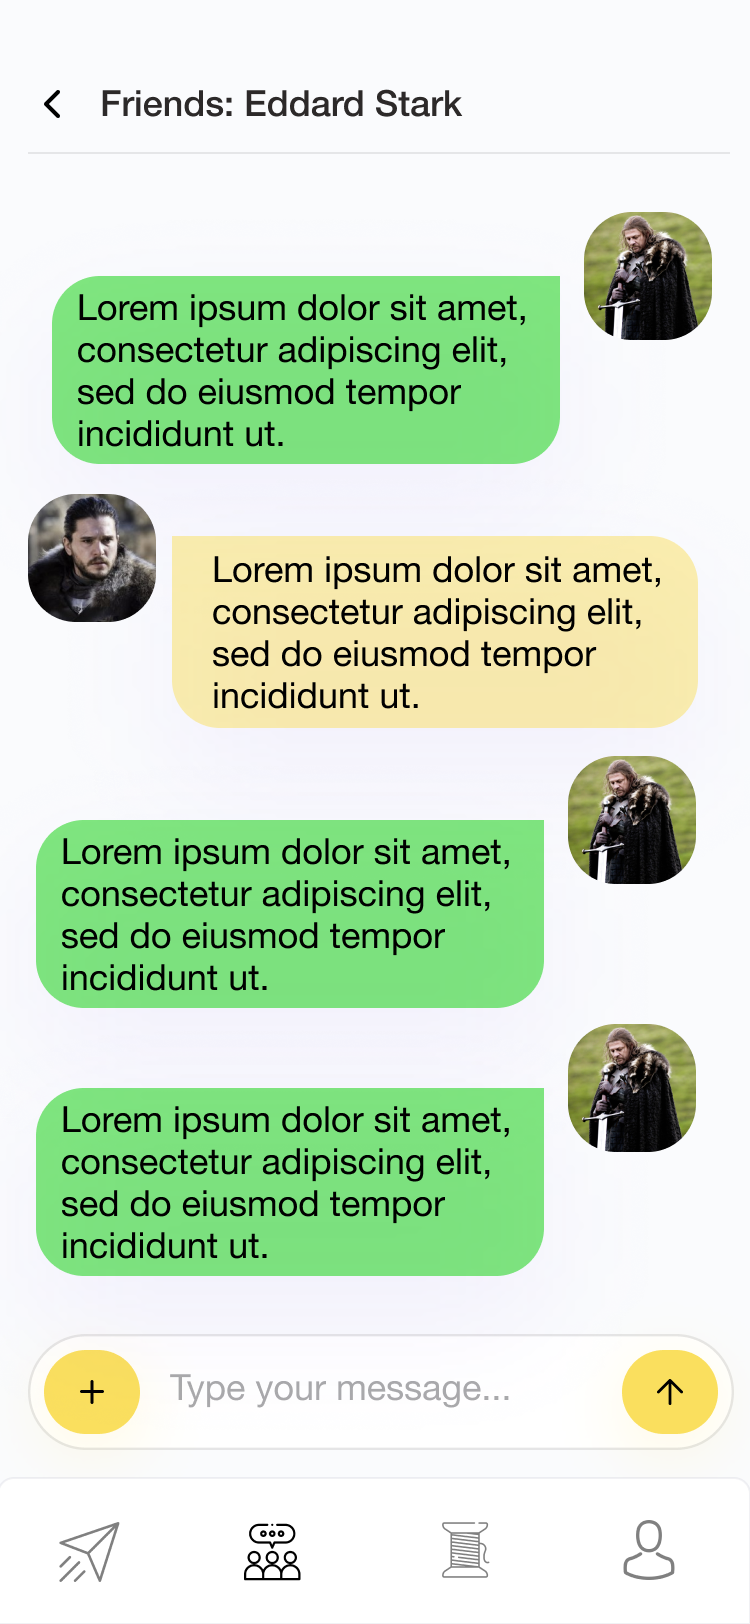 Friends: Eddard Stark
Lorem ipsum dolor sit amet,
consectetur adipiscing elit,
sed do eiusmod tempor
incididunt ut.
Lorem ipsum dolor sit amet,
consectetur adipiscing elit,
sed do eiusmod tempor
incididunt ut.
Lorem ipsum dolor sit amet,
consectetur adipiscing elit,
sed do eiusmod tempor
incididunt ut.
Lorem ipsum dolor sit amet,
consectetur adipiscing elit,
sed do eiusmod tempor
incididunt ut.
Type your message...